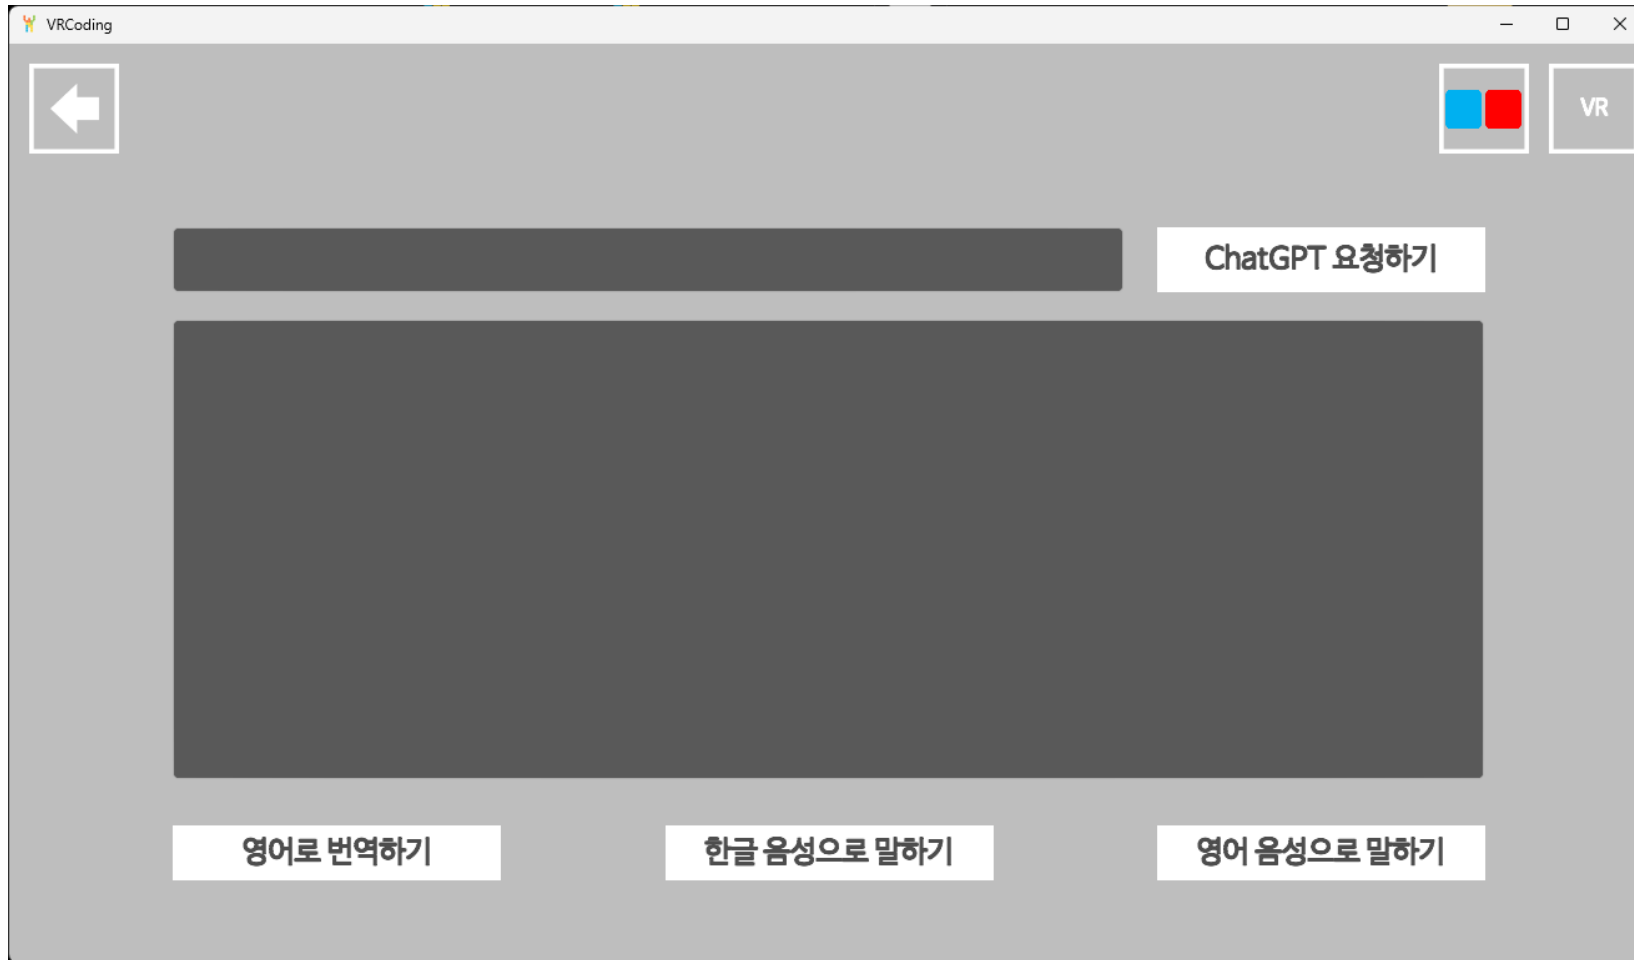 VRCoding
VR
ChatGPT 요청하기
영어로 번역하기
한글 음성으로 말하기
영어 음성으로 말하기